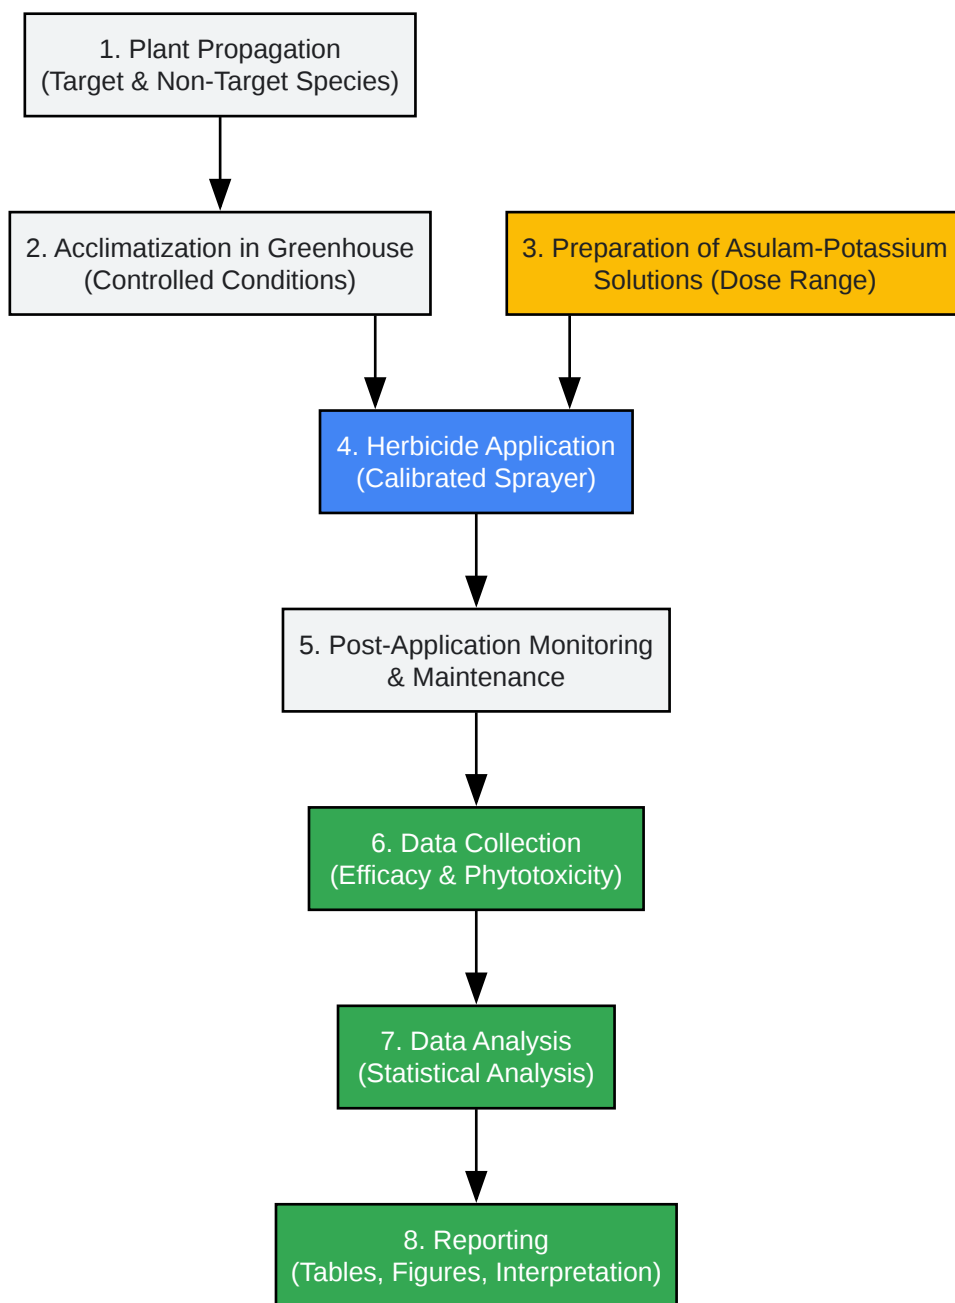 1. Plant Propagation
(Target & Non-Target Species)
2. Acclimatization in Greenhouse
(Controlled Conditions)
3. Preparation of Asulam-Potassium
Solutions (Dose Range)
4. Herbicide Application
(Calibrated Sprayer)
5. Post-Application Monitoring
& Maintenance
6. Data Collection
(Efficacy & Phytotoxicity)
7. Data Analysis
(Statistical Analysis)
8. Reporting
(Tables, Figures, Interpretation)